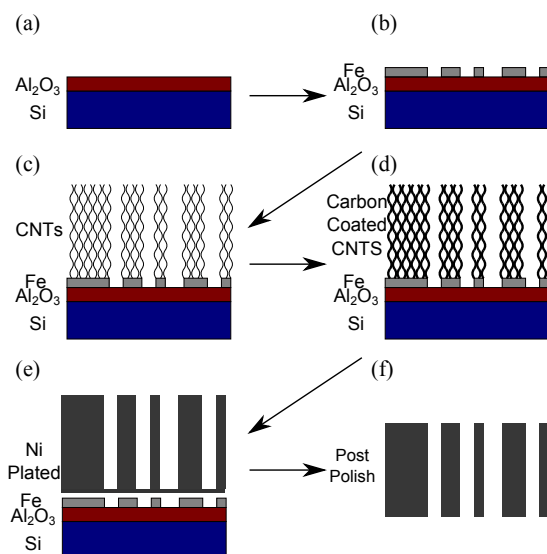 (a)
Al₂O₃
Si
(b)
Fe
Al₂O₃
Si
(c)
CNTs
Fe
Al₂O₃
Si
(d)
Carbon
Coated
CNTS
Fe
Al₂O₃
Si
(e)
Ni
Plated
Fe
Al₂O₃
Si
(f)
Post
Polish